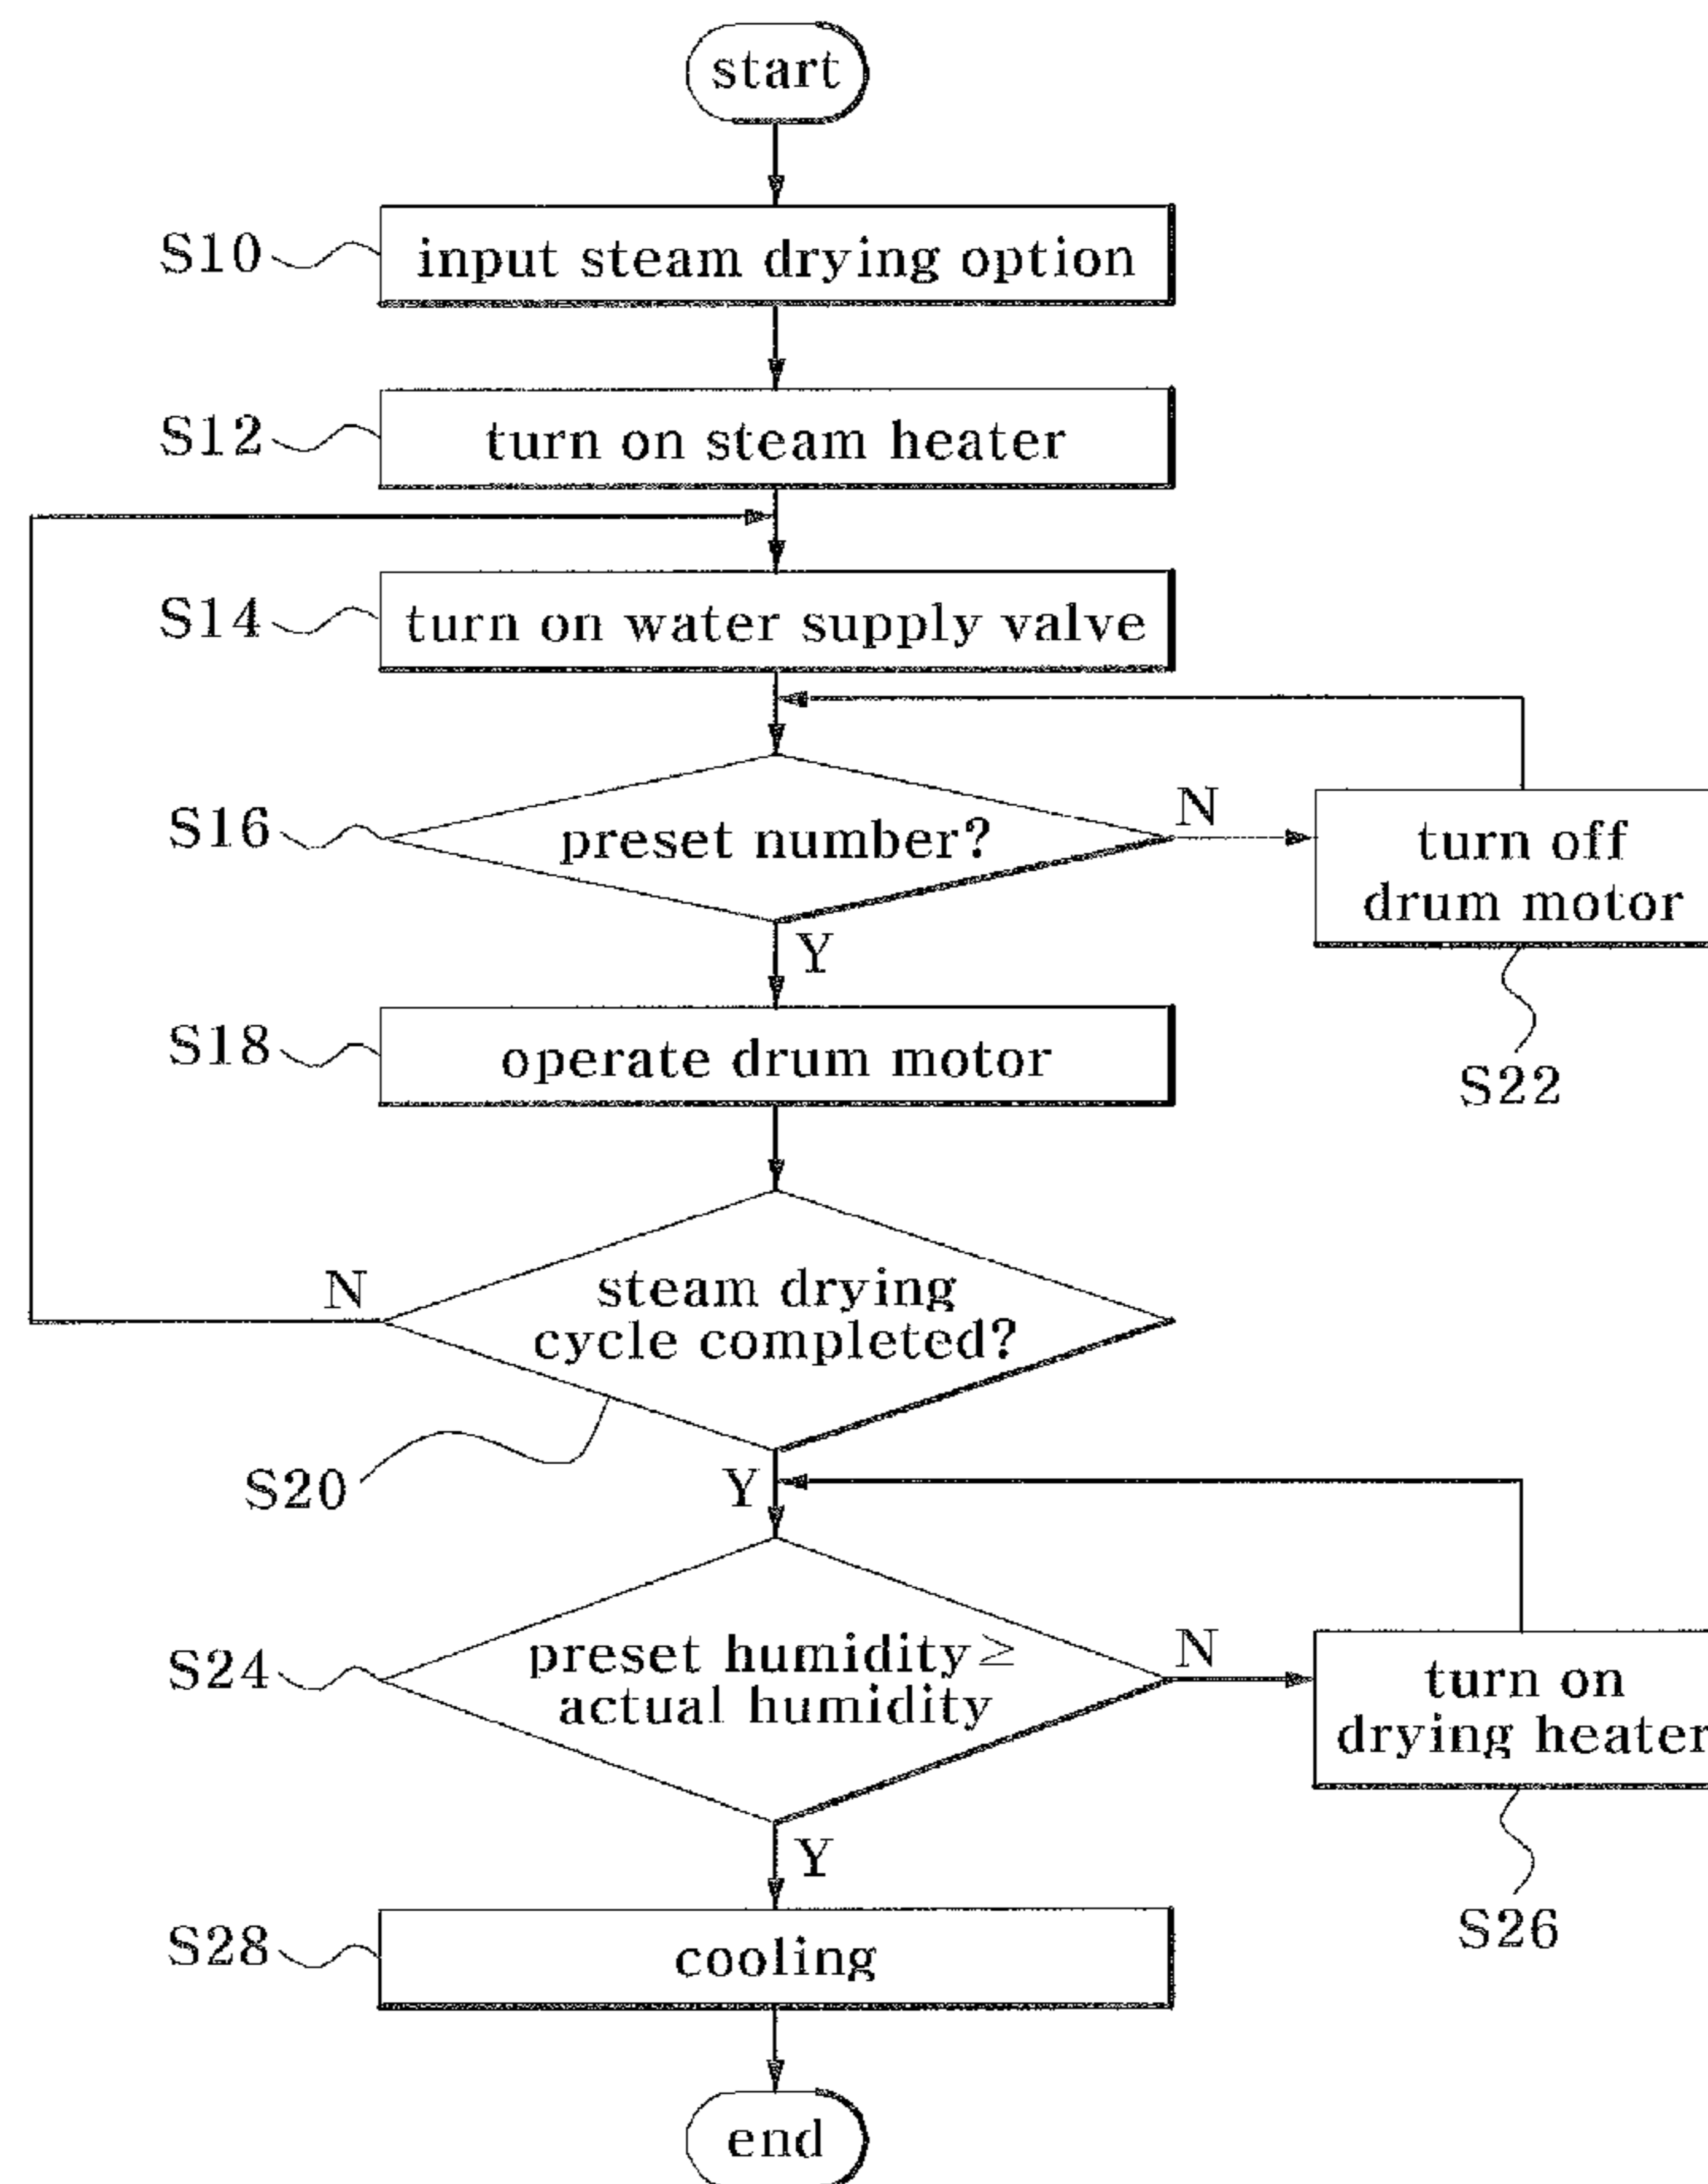 start
S10
input steam drying option
S12
turn on steam heater
S14
turn on water supply valve
S16
preset number?
N
turn off
drum motor
Y
S22
S18
operate drum motor
N
steam drying
cycle completed?
S20
Y
S24
preset humidity≥
actual humidity
N
turn on
drying heater
Y
S26
S28
cooling
end